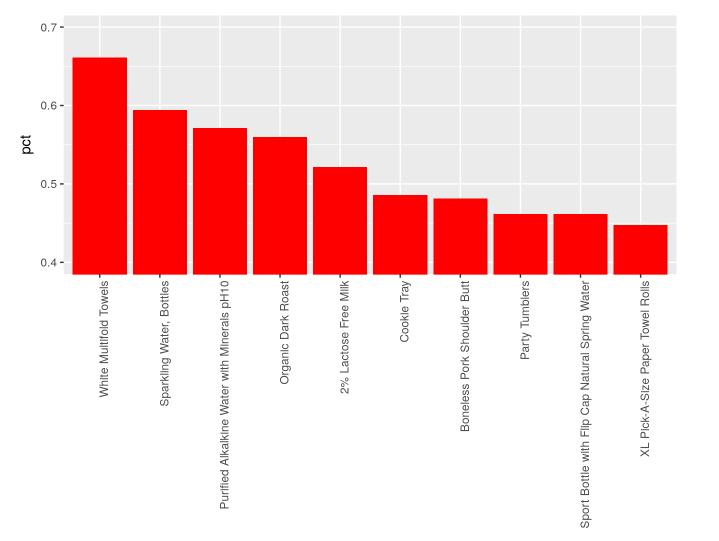 0.7
0.6
0.5
0.4
pct
White Multifold Towels
Sparkling Water, Bottles
Purified Alkalkine Water with Minerals pH10
Organic Dark Roast
2% Lactose Free Milk
Cookie Tray
Boneless Pork Shoulder Butt
Party Tumblers
Sport Bottle with Flip Cap Natural Spring Water
XL Pick-A-Size Paper Towel Rolls